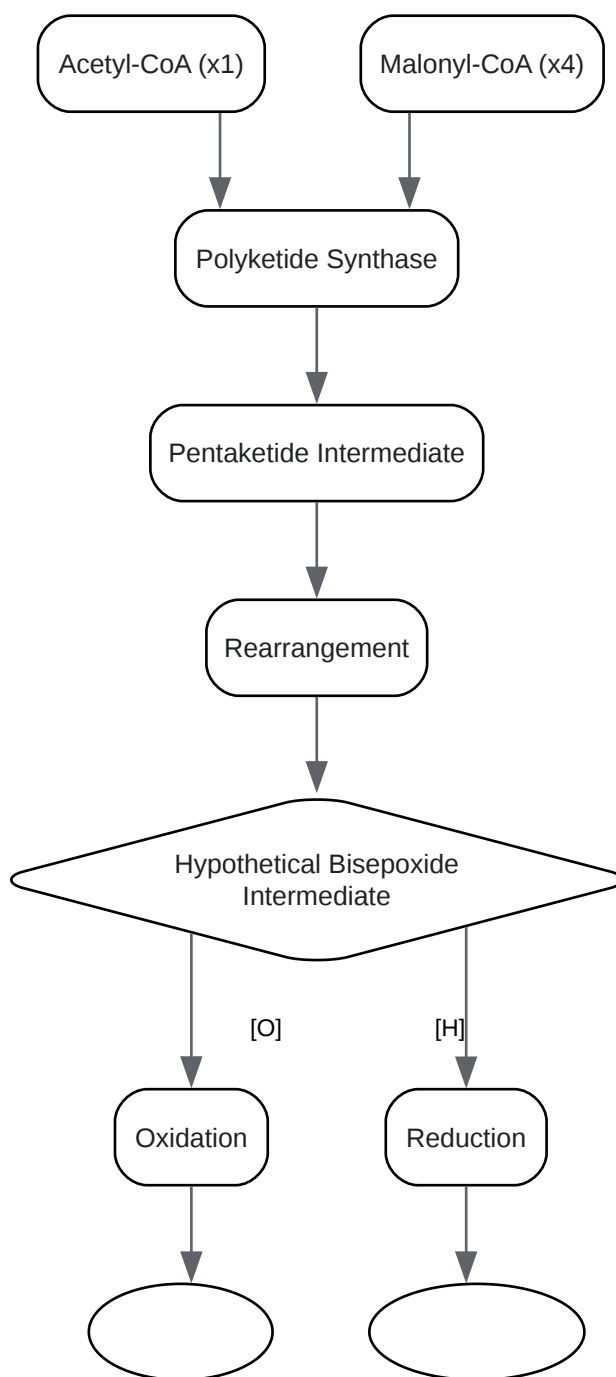 Acetyl-CoA (x1)
Malonyl-CoA (x4)
Polyketide Synthase
Pentaketide Intermediate
Rearrangement
Hypothetical Bisepoxide
Intermediate
[O]
[H]
Oxidation
Reduction